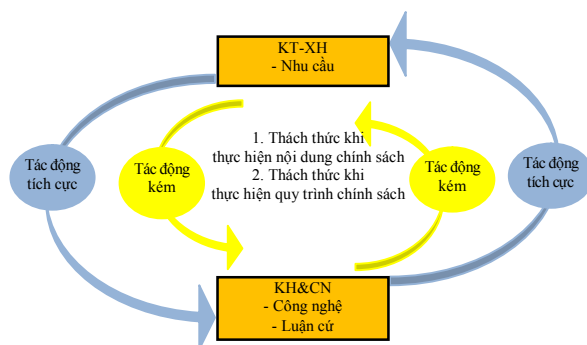 KT-XH
- Nhu cầu
Tác động
tích cực
Tác động
kém
1. Thách thức khi
thực hiện nội dung chính sách
2. Thách thức khi
thực hiện quy trình chính sách
Tác động
kém
Tác động
tích cực
KH&CN
- Công nghệ
- Luận cứ